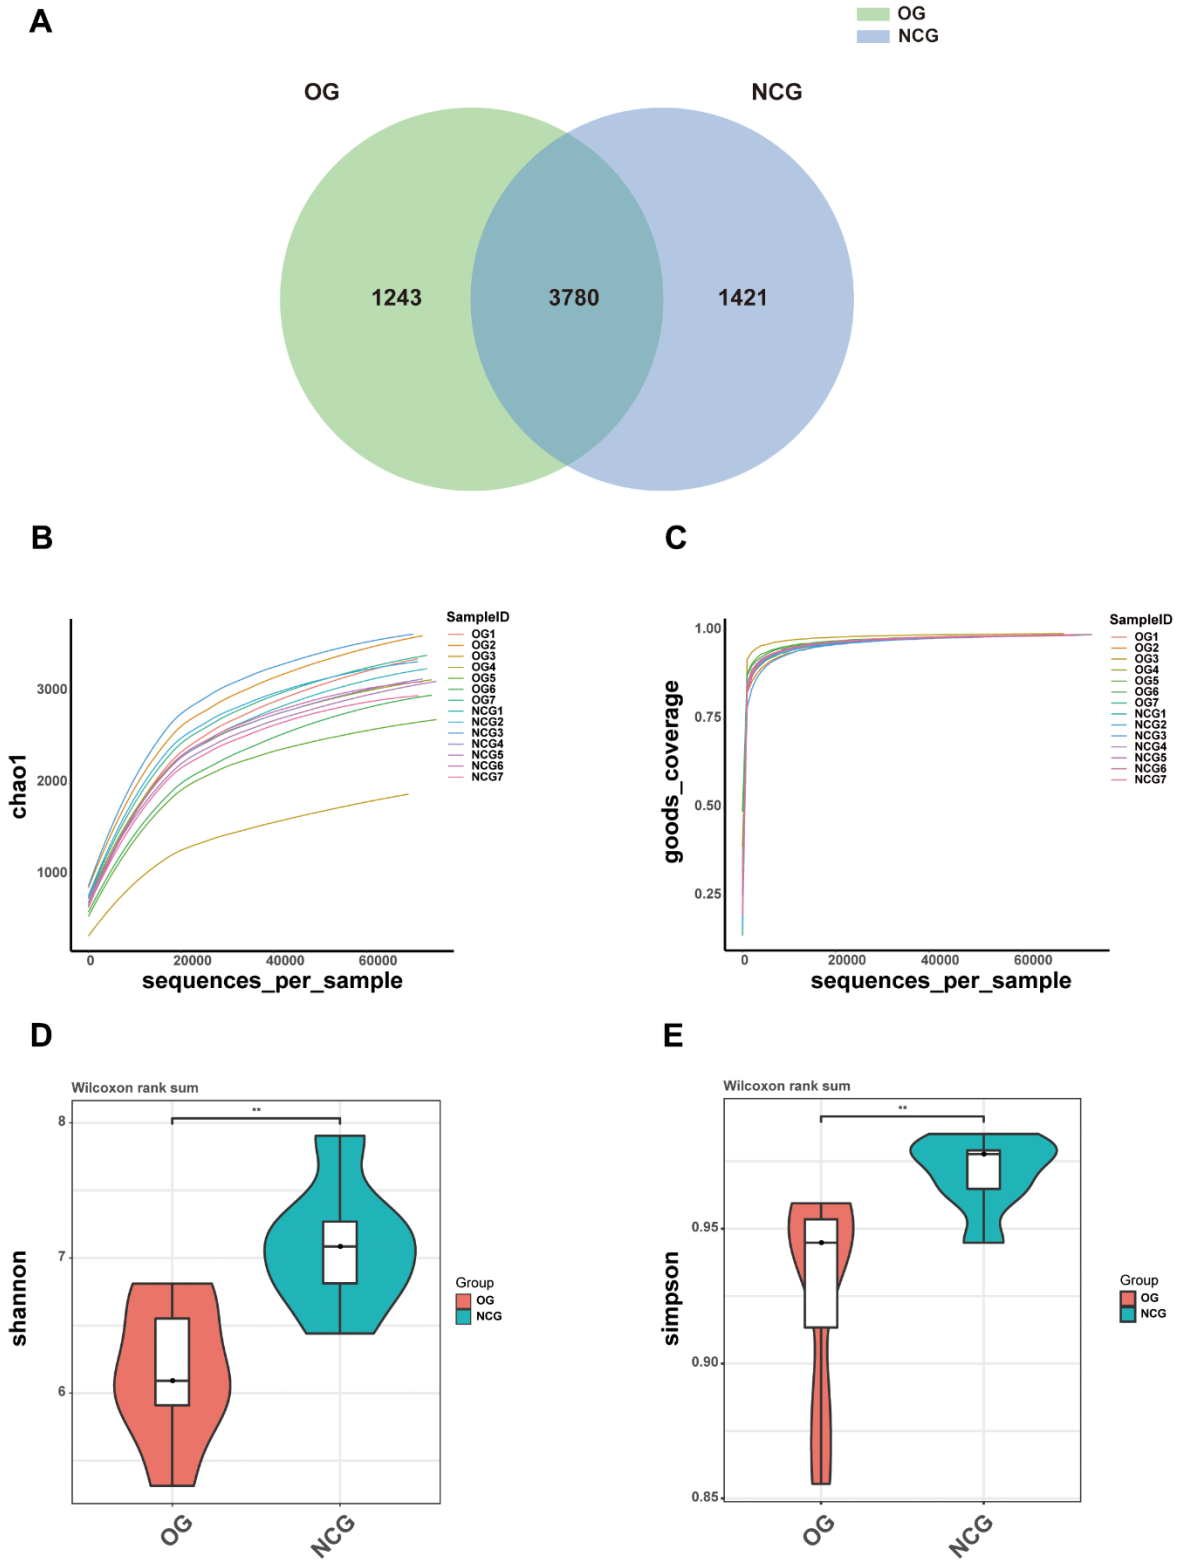 A
OG
NCG
OG
NCG
1243
3780
1421
B
C
chao1
3000
2000
1000
0
20000
40000
60000
sequences_per_sample
SampleID
OG1
OG2
OG3
OG4
OG5
OG6
OG7
NCG1
NCG2
NCG3
NCG4
NCG5
NCG6
NCG7
goods_coverage
1.00
0.75
0.50
0.25
0
20000
40000
60000
sequences_per_sample
SampleID
OG1
OG2
OG3
OG4
OG5
OG6
OG7
NCG1
NCG2
NCG3
NCG4
NCG5
NCG6
NCG7
D
E
Wilcoxon rank sum
**
shannon
8
7
6
OG
NCG
Group
OG
NCG
Wilcoxon rank sum
**
simpson
0.95
0.90
0.85
OG
NCG
Group
OG
NCG